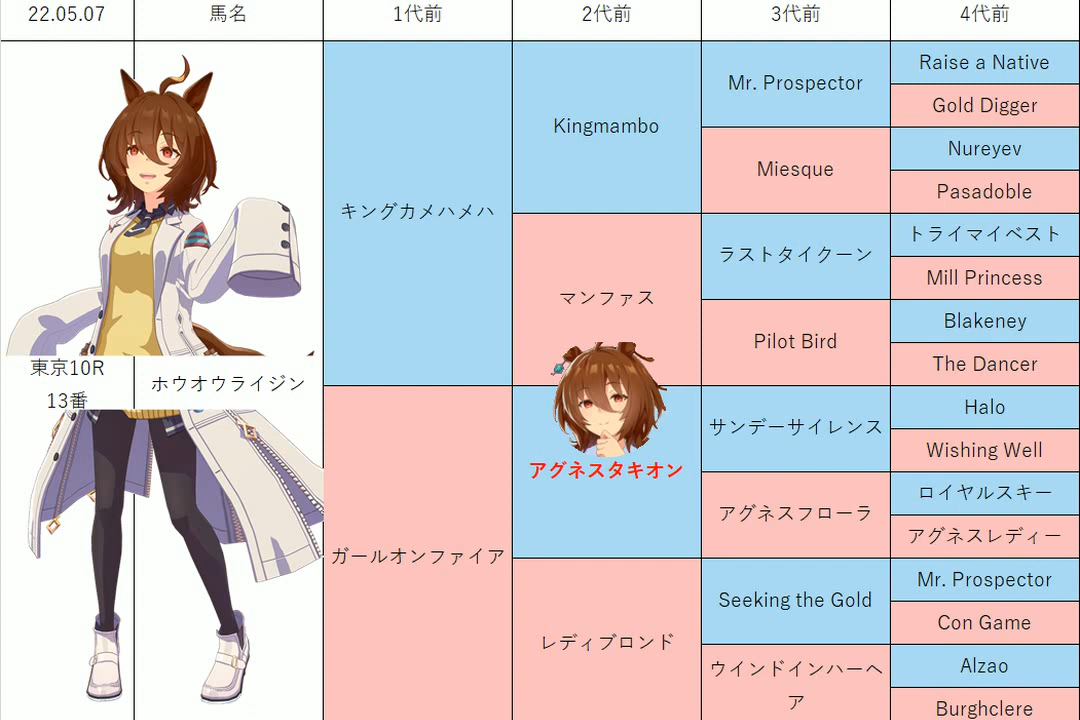 22.05.07
馬名
1代前
2代前
3代前
4代前
東京10R
13番
ホウオウライジン
キングカメハメハ
ガールオンファイア
Kingmambo
マンファス
アグネスタキオン
レディブロンド
Mr. Prospector
Miesque
ラストタイクーン
Pilot Bird
サンデーサイレンス
アグネスフローラ
Seeking the Gold
ウインドインハーヘ
ア
Raise a Native
Gold Digger
Nureyev
Pasadoble
トライマイベスト
Mill Princess
Blakeney
The Dancer
Halo
Wishing Well
ロイヤルスキー
アグネスレディー
Mr. Prospector
Con Game
Alzao
Burghclere